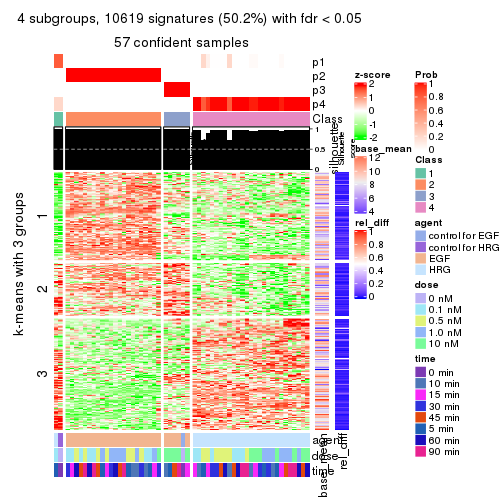 4 subgroups, 10619 signatures (50.2%) with fdr < 0.05
57 confident samples
p1
p2
p3
p4
Class
1
0.5
0
silhouette
Silhouette
score
k-means with 3 groups
1
2
3
agent
dose
time
base_mean
rel_diff
z-score
2
1
0
-1
-2
base_mean
12
10
8
6
4
rel_diff
1
0.8
0.6
0.4
0.2
0
Prob
1
0.8
0.6
0.4
0.2
0
Class
1
2
3
4
agent
control for EGF
control for HRG
EGF
HRG
dose
0 nM
0.1 nM
0.5 nM
1.0 nM
10 nM
time
0 min
10 min
15 min
30 min
45 min
5 min
60 min
90 min